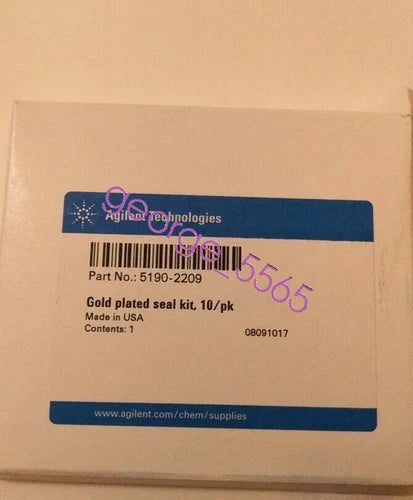 Agilent Technologies
Part No.: 5190-2209
Gold plated seal kit, 10/pk
Made in USA
Contents: 1 08091017
www.agilent.com/chem/supplies
george_5565